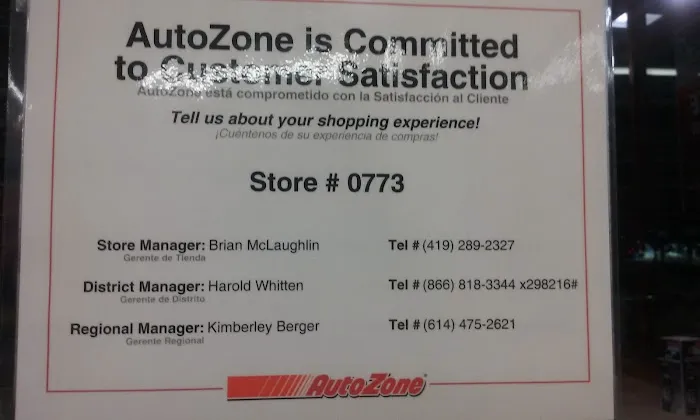 AutoZone is Committed
to Customer Satisfaction
AutoZone está comprometido con la Satisfacción al Cliente
Tell us about your shopping experience!
¡Cuéntenos de su experiencia de compras!
Store # 0773
Store Manager: Brian McLaughlin Tel # (419) 289-2327
Gerente de Tienda
District Manager: Harold Whitten Tel # (866) 818-3344 x298216#
Gerente de Distrito
Regional Manager: Kimberley Berger Tel # (614) 475-2621
Gerente Regional
AutoZone